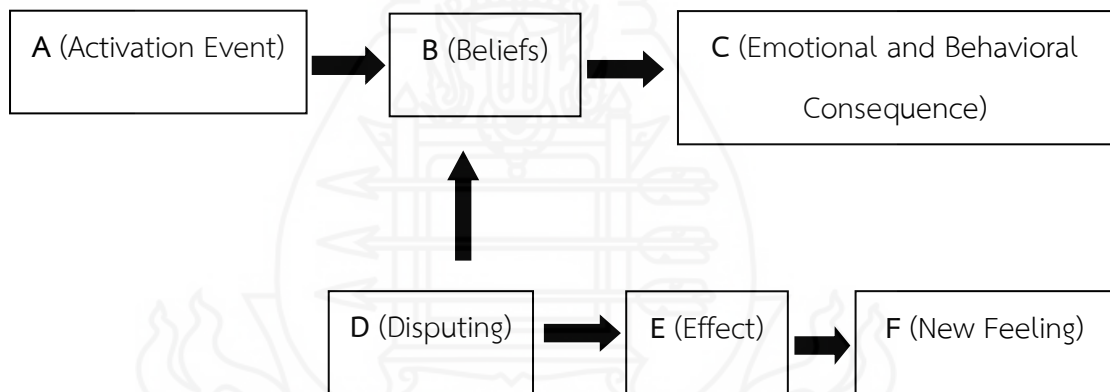 A (Activation Event)
B (Beliefs)
C (Emotional and Behavioral
Consequence)
D (Disputing)
E (Effect)
F (New Feeling)